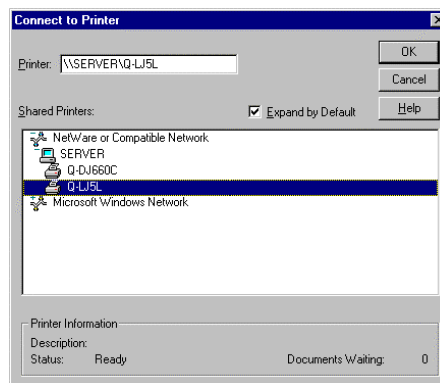 Connect to Printer
Printer: \\SERVER\Q-LJ5L
OK
Cancel
Shared Printers:
Expand by Default
Help
NetWare or Compatible Network
SERVER
Q-DJ660C
Q-LJ5L
Microsoft Windows Network
Printer Information
Description:
Status: Ready
Documents Waiting: 0